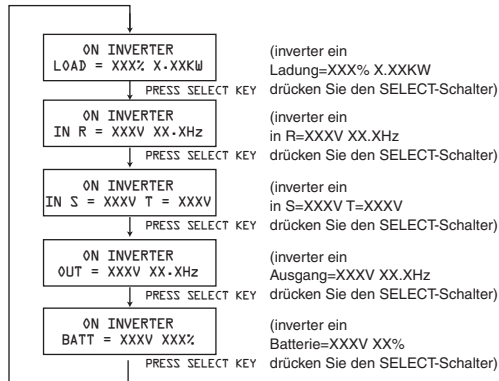 ON INVERTER
LOAD = XXX% X.XXKW
(inverter ein
Ladung=XXX% X.XXKW
PRESS SELECT KEY drücken Sie den SELECT-Schalter)
ON INVERTER
IN R = XXXV XX.XHz
(inverter ein
in R=XXXV XX.XHz
PRESS SELECT KEY drücken Sie den SELECT-Schalter)
ON INVERTER
IN S = XXXV T = XXXV
(inverter ein
in S=XXXV T=XXXV
PRESS SELECT KEY drücken Sie den SELECT-Schalter)
ON INVERTER
OUT = XXXV XX.XHz
(inverter ein
Ausgang=XXXV XX.XHz
PRESS SELECT KEY drücken Sie den SELECT-Schalter)
ON INVERTER
BATT = XXXV XXX%
(inverter ein
Batterie=XXXV XX%
PRESS SELECT KEY drücken Sie den SELECT-Schalter)